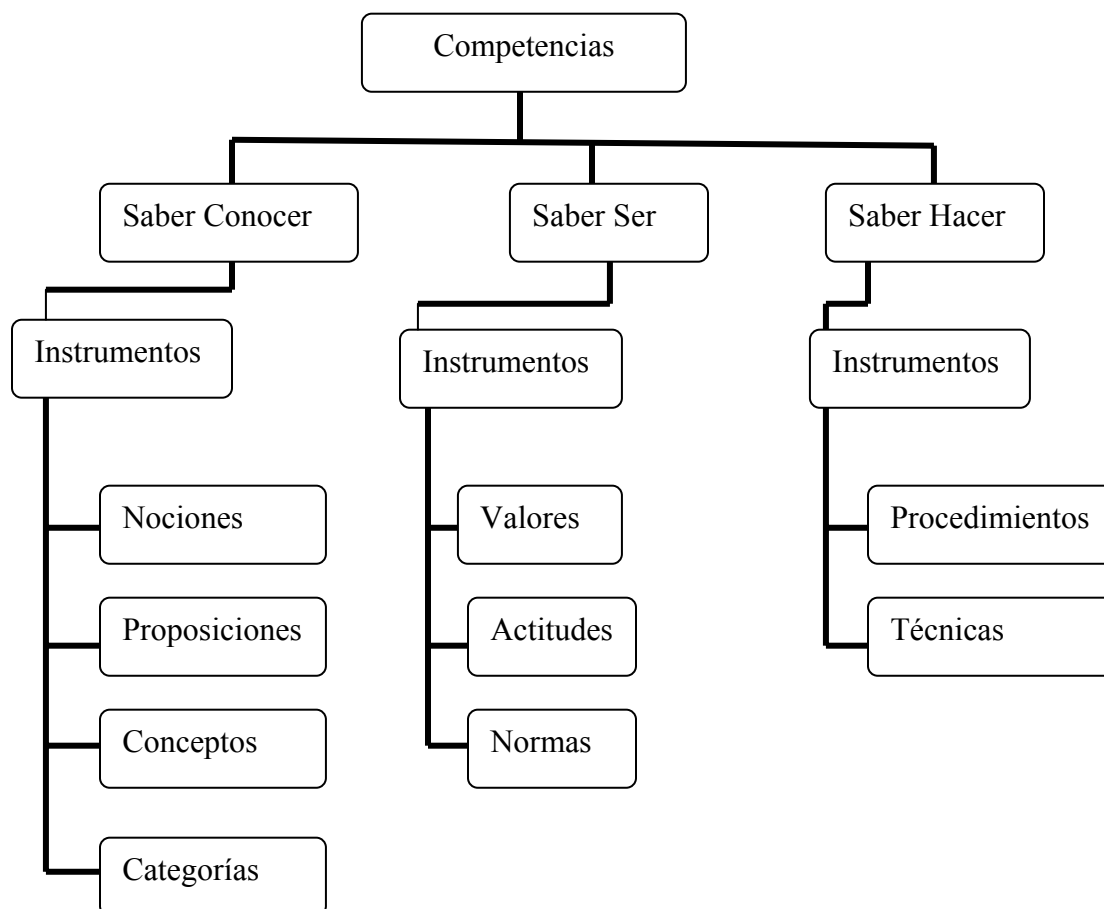 Competencias
Saber Conocer
Saber Ser
Saber Hacer
Instrumentos
Instrumentos
Instrumentos
Nociones
Valores
Procedimientos
Proposiciones
Actitudes
Técnicas
Conceptos
Normas
Categorías